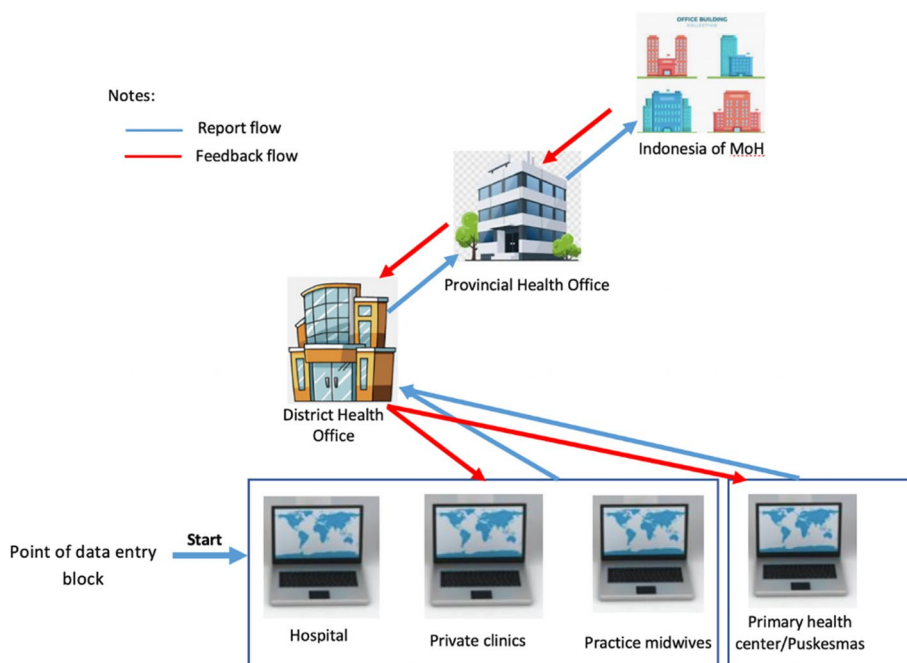 OFFICE BUILDING
Notes:
Report flow
Feedback flow
Indonesia of MoH
Provincial Health Office
District Health
Office
Start
Point of data entry
block
Hospital
Private clinics
Practice midwives
Primary health
center/Puskesmas